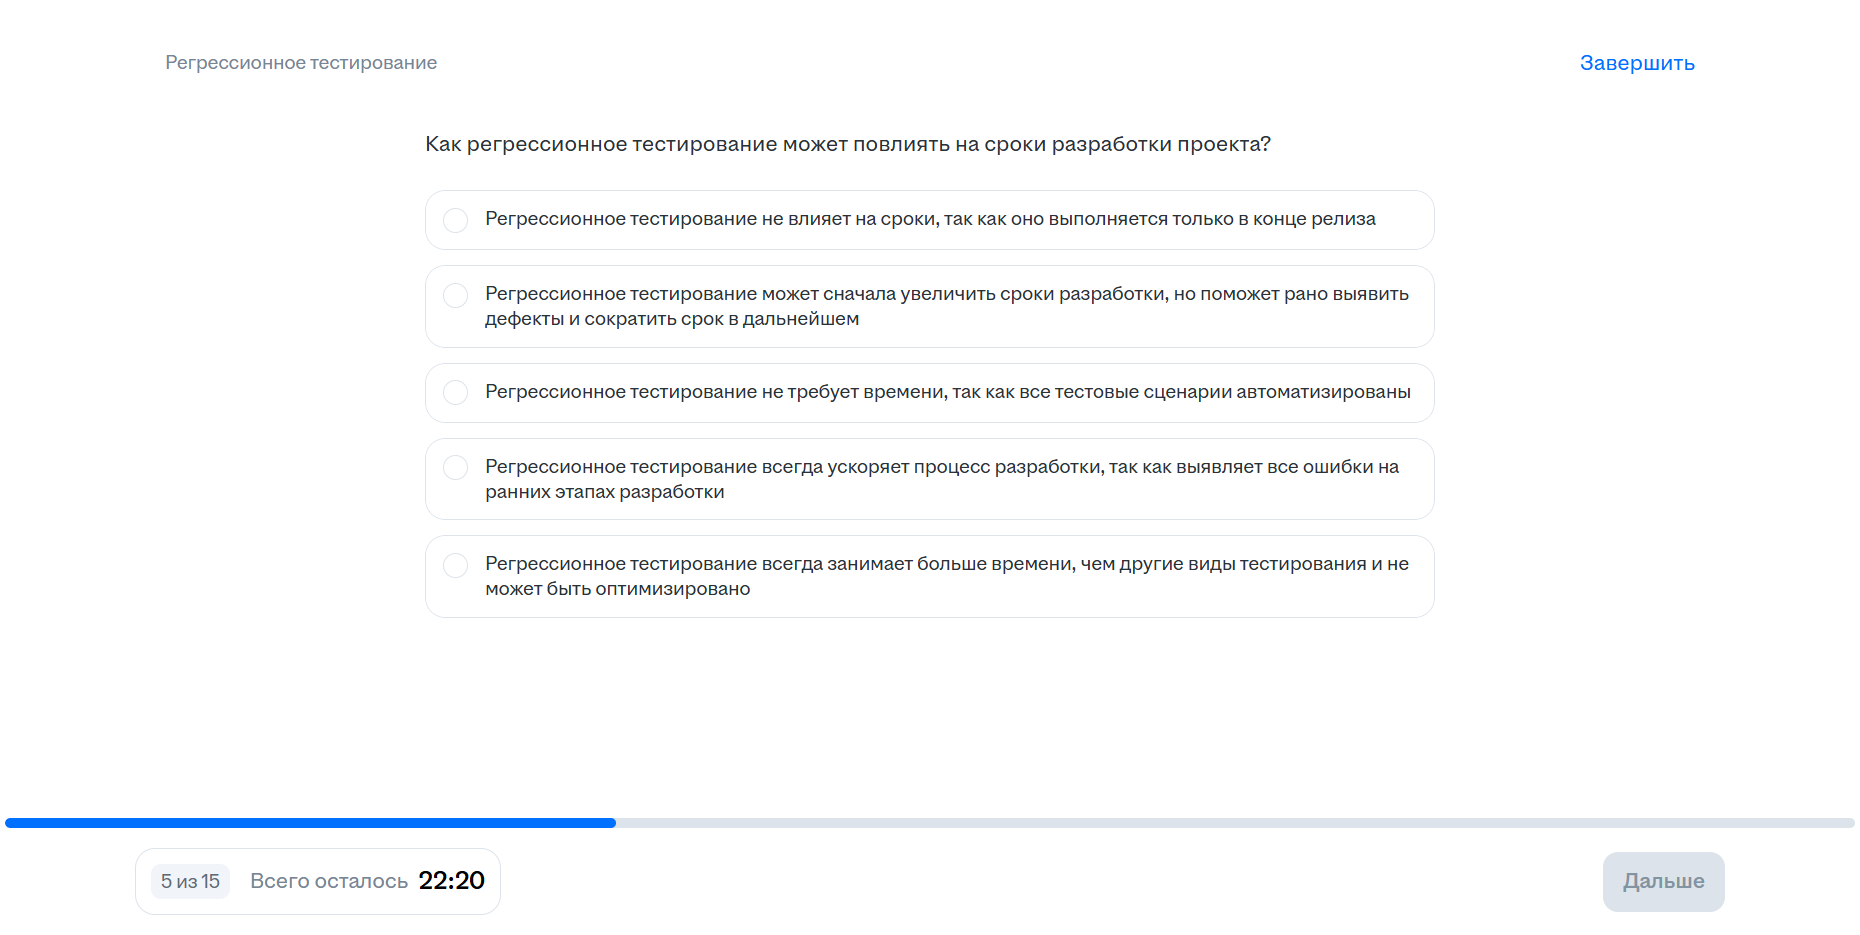 Регрессионное тестирование
Завершить
Как регрессионное тестирование может повлиять на сроки разработки проекта?
Регрессионное тестирование не влияет на сроки, так как оно выполняется только в конце релиза
Регрессионное тестирование может сначала увеличить сроки разработки, но поможет рано выявить
дефекты и сократить срок в дальнейшем
Регрессионное тестирование не требует времени, так как все тестовые сценарии автоматизированы
Регрессионное тестирование всегда ускоряет процесс разработки, так как выявляет все ошибки на
ранних этапах разработки
Регрессионное тестирование всегда занимает больше времени, чем другие виды тестирования и не
может быть оптимизировано
5 из 15
Всего осталось 22:20
Дальше